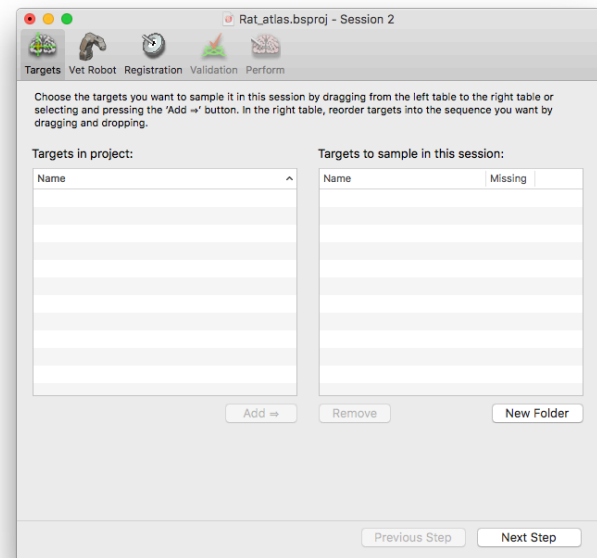 Rat_atlas.bsproj - Session 2
Targets Vet Robot Registration Validation Perform
Choose the targets you want to sample it in this session by dragging from the left table to the right table or
selecting and pressing the 'Add ⇒' button. In the right table, reorder targets into the sequence you want by
dragging and dropping.
Targets in project: Targets to sample in this session:
Name Name Missing
Add ⇒ Remove New Folder
Previous Step Next Step